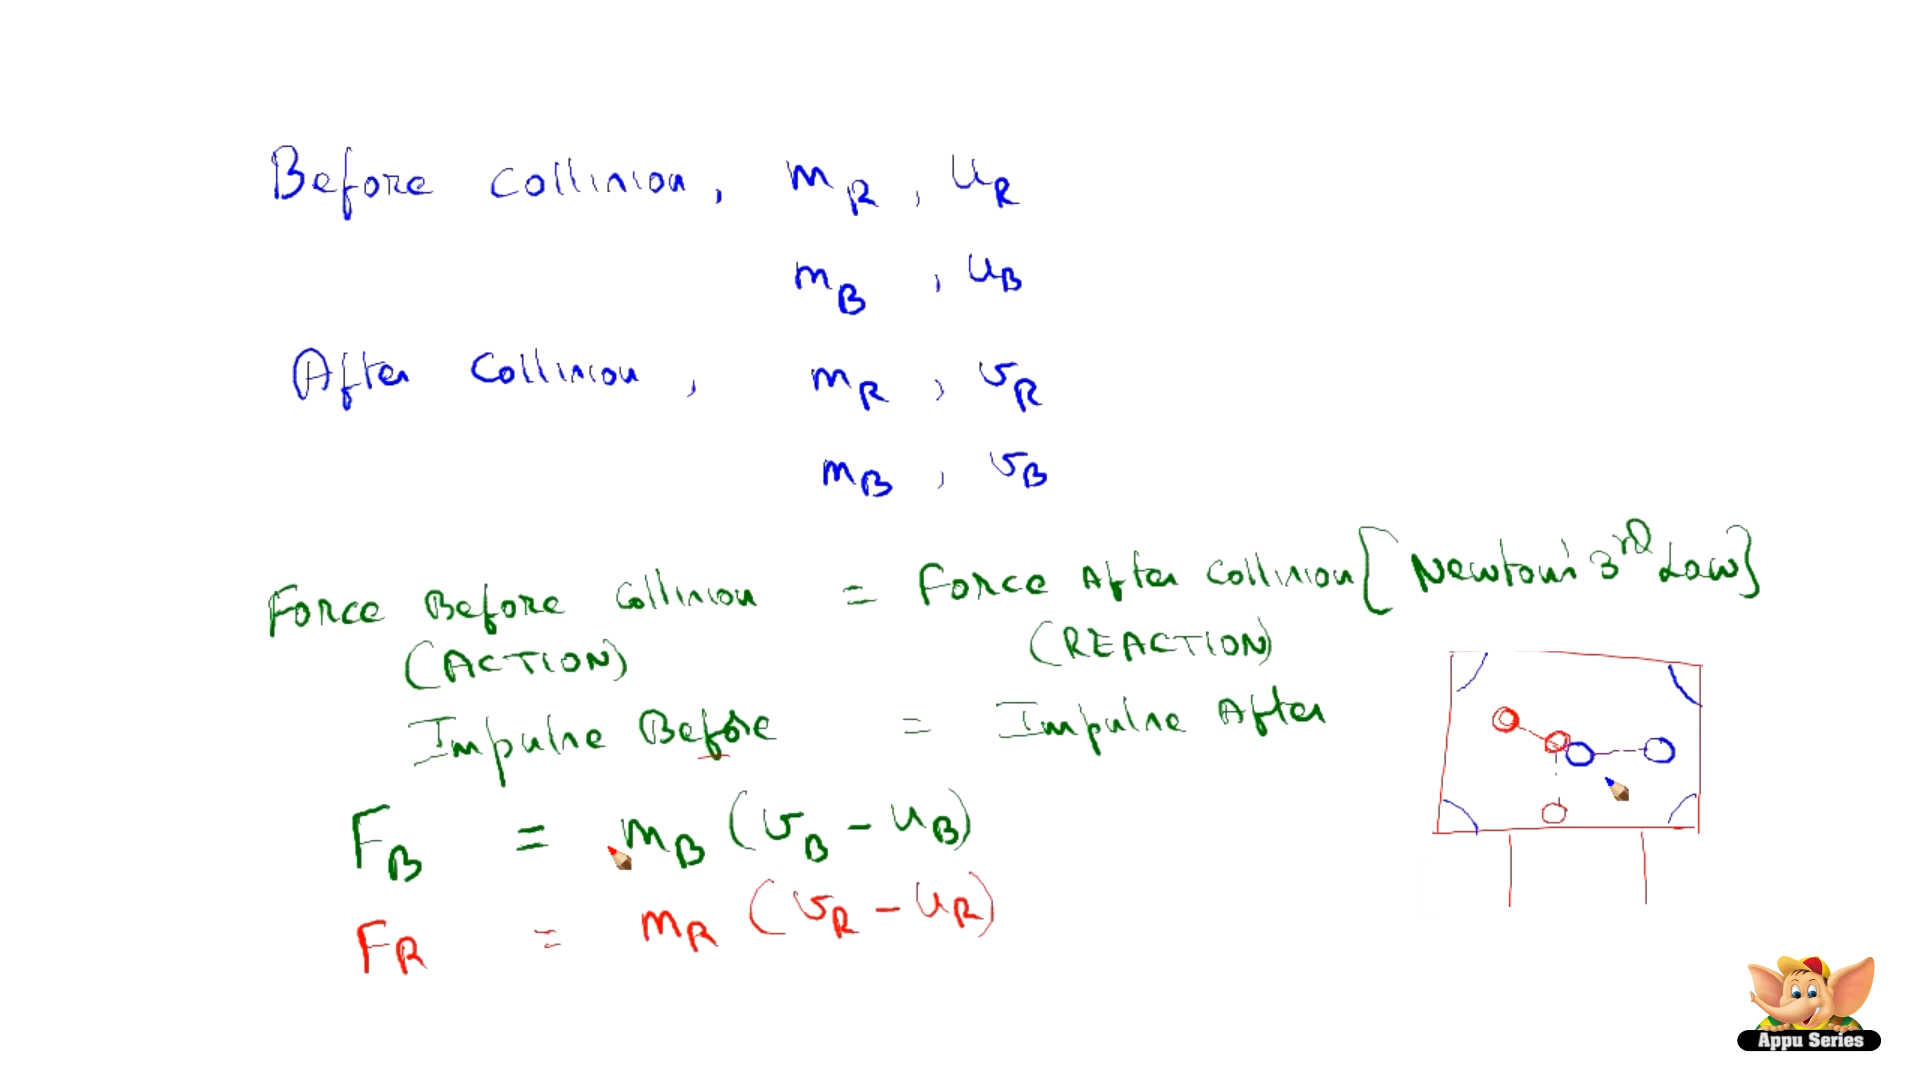 Before Collision, mR, uR
mB, uB
After Collision, mR, vR
mB, vB
Force Before Collision = Force After Collision [Newton's 3rd Law}
(ACTION) (REACTION)
Impulse Before = Impulse After
FB = mB (vB - uB)
FR = mR (vR - uR)
Appu Series